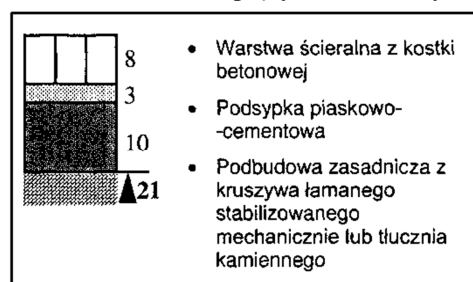 8
3
10
21
• Warstwa ścieralna z kostki
betonowej
• Podsypka piaskowo-
-cementowa
• Podbudowa zasadnicza z
kruszywa łamanego
stabilizowanego
mechanicznie lub tłucznia
kamiennego